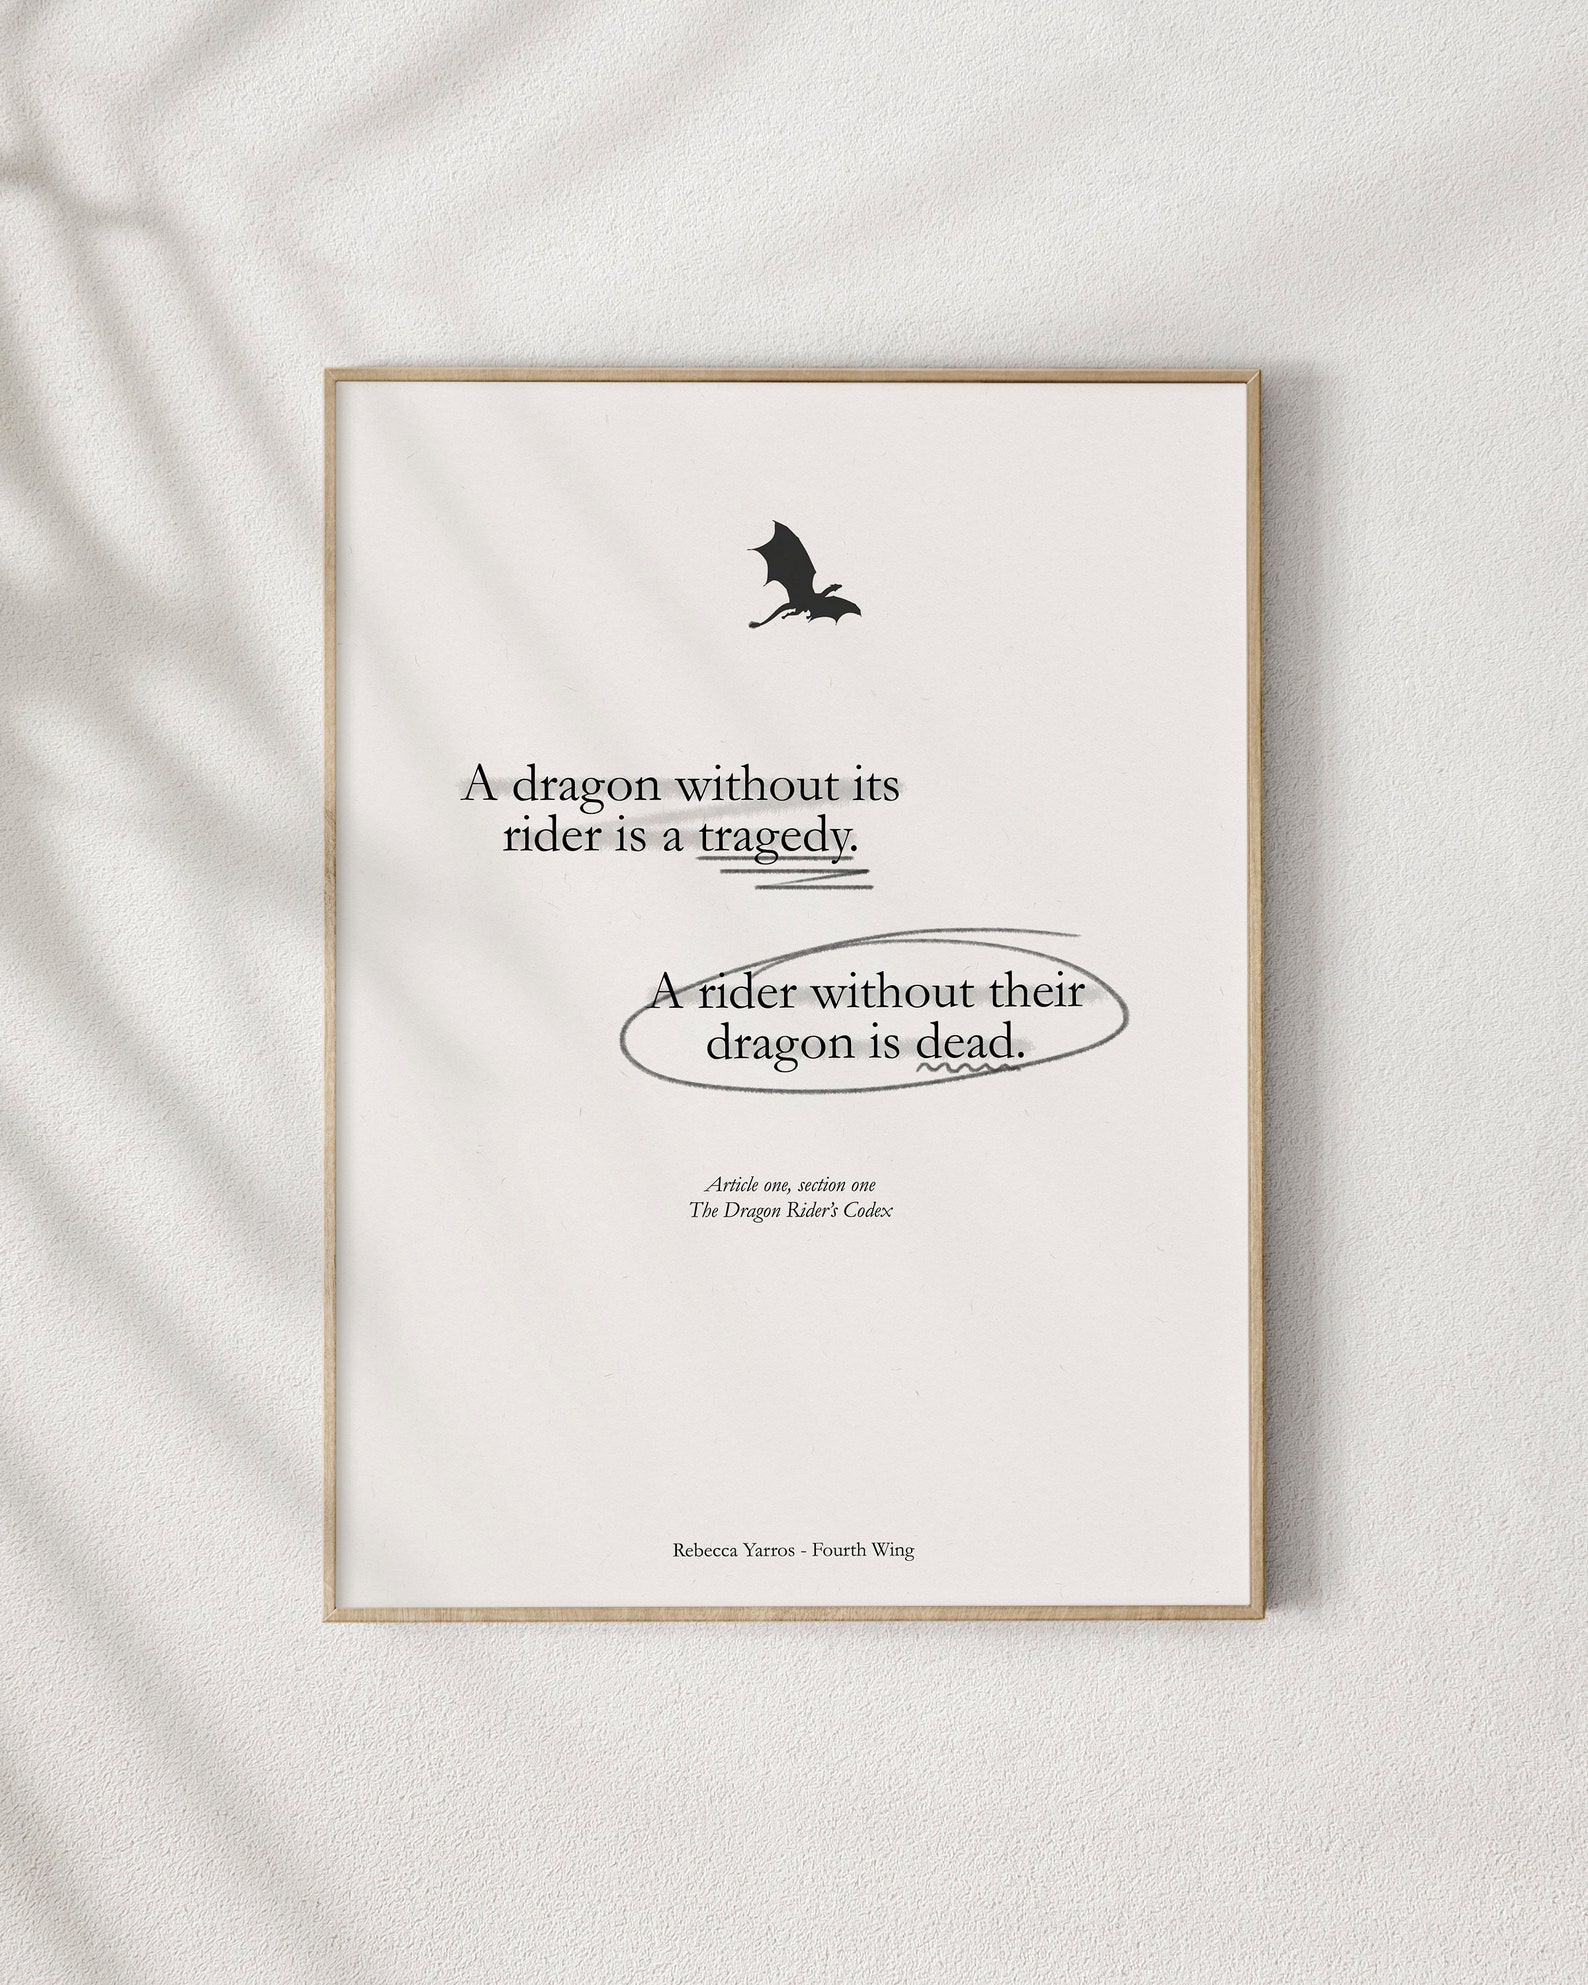 A dragon without its
rider is a tragedy.
A rider without their
dragon is dead.
Article one, section one
The Dragon Rider's Codex
Rebecca Yarros - Fourth Wing